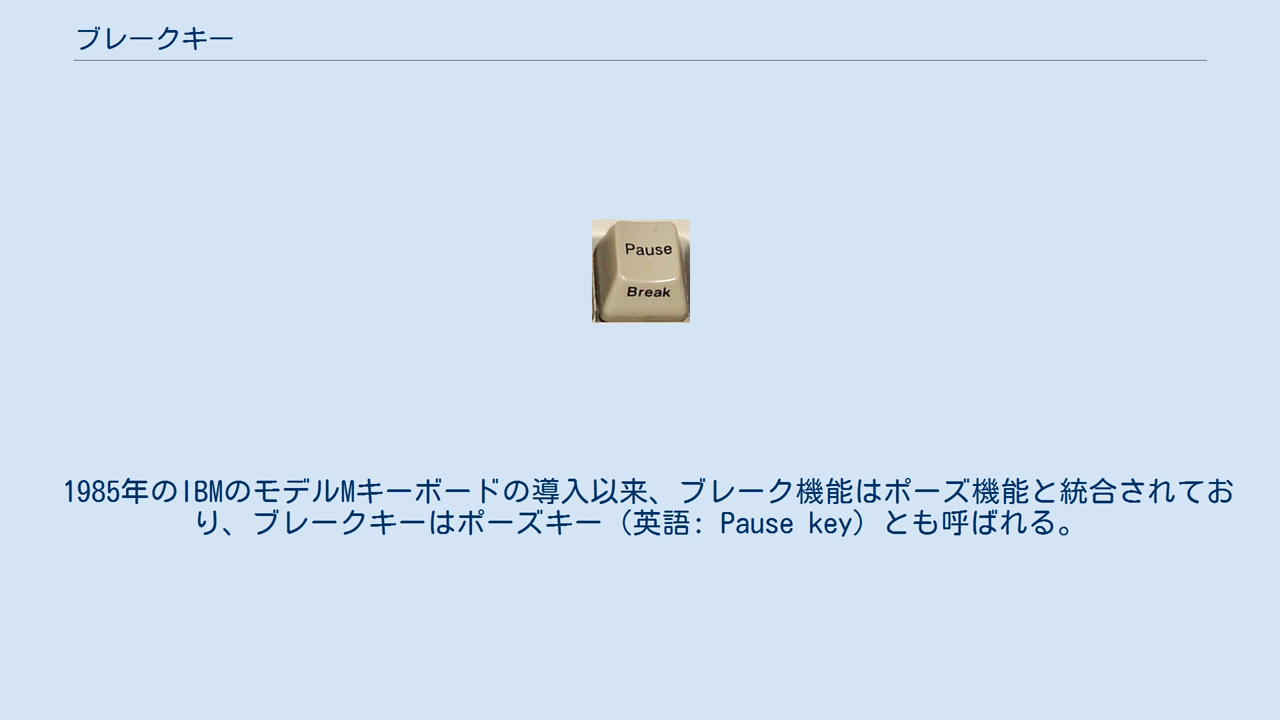 ブレークキー
Pause
Break
1985年のIBMのモデルMキーボードの導入以来、ブレーク機能はポーズ機能と統合されてお
り、ブレークキーはポーズキー（英語: Pause key）とも呼ばれる。